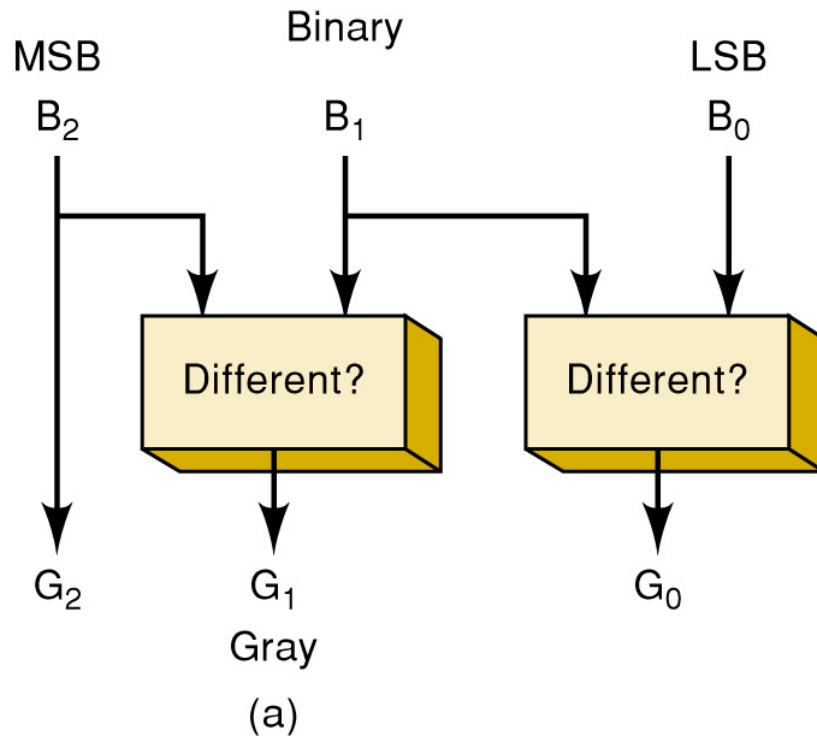 Binary
MSB LSB
B₂ B₁ B₀
Different? Different?
G₂ G₁ G₀
Gray
(a)